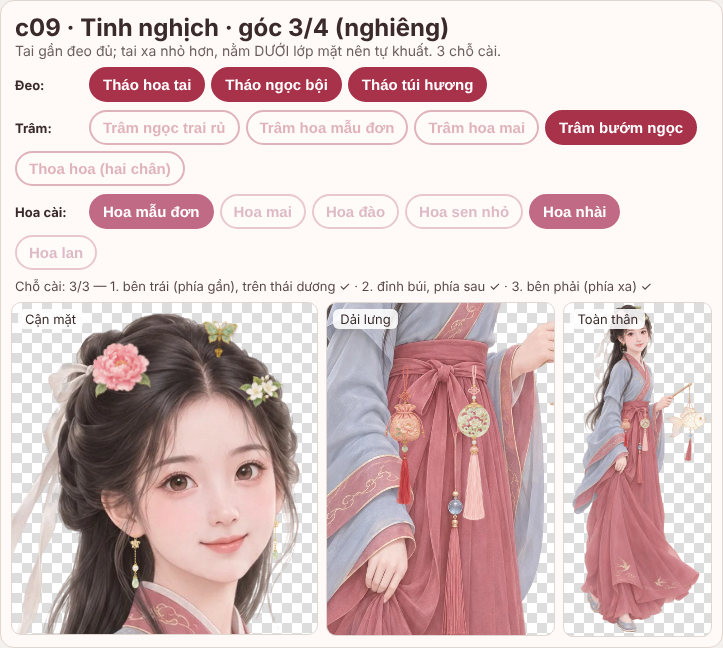 c09 · Tinh nghịch · góc 3/4 (nghiêng)
Tai gần đeo đủ; tai xa nhỏ hơn, nằm DƯỚI lớp mặt nên tự khuất. 3 chỗ cài.
Đeo: Tháo hoa tai Tháo ngọc bội Tháo túi hương
Trâm: Trâm ngọc trai rủ Trâm hoa mẫu đơn Trâm hoa mai Trâm bướm ngọc
Thoa hoa (hai chân)
Hoa cài: Hoa mẫu đơn Hoa mai Hoa đào Hoa sen nhỏ Hoa nhài
Hoa lan
Chỗ cài: 3/3 — 1. bên trái (phía gần), trên thái dương ✓ · 2. đỉnh búi, phía sau ✓ · 3. bên phải (phía xa) ✓
Cận mặt Dải lưng Toàn thân